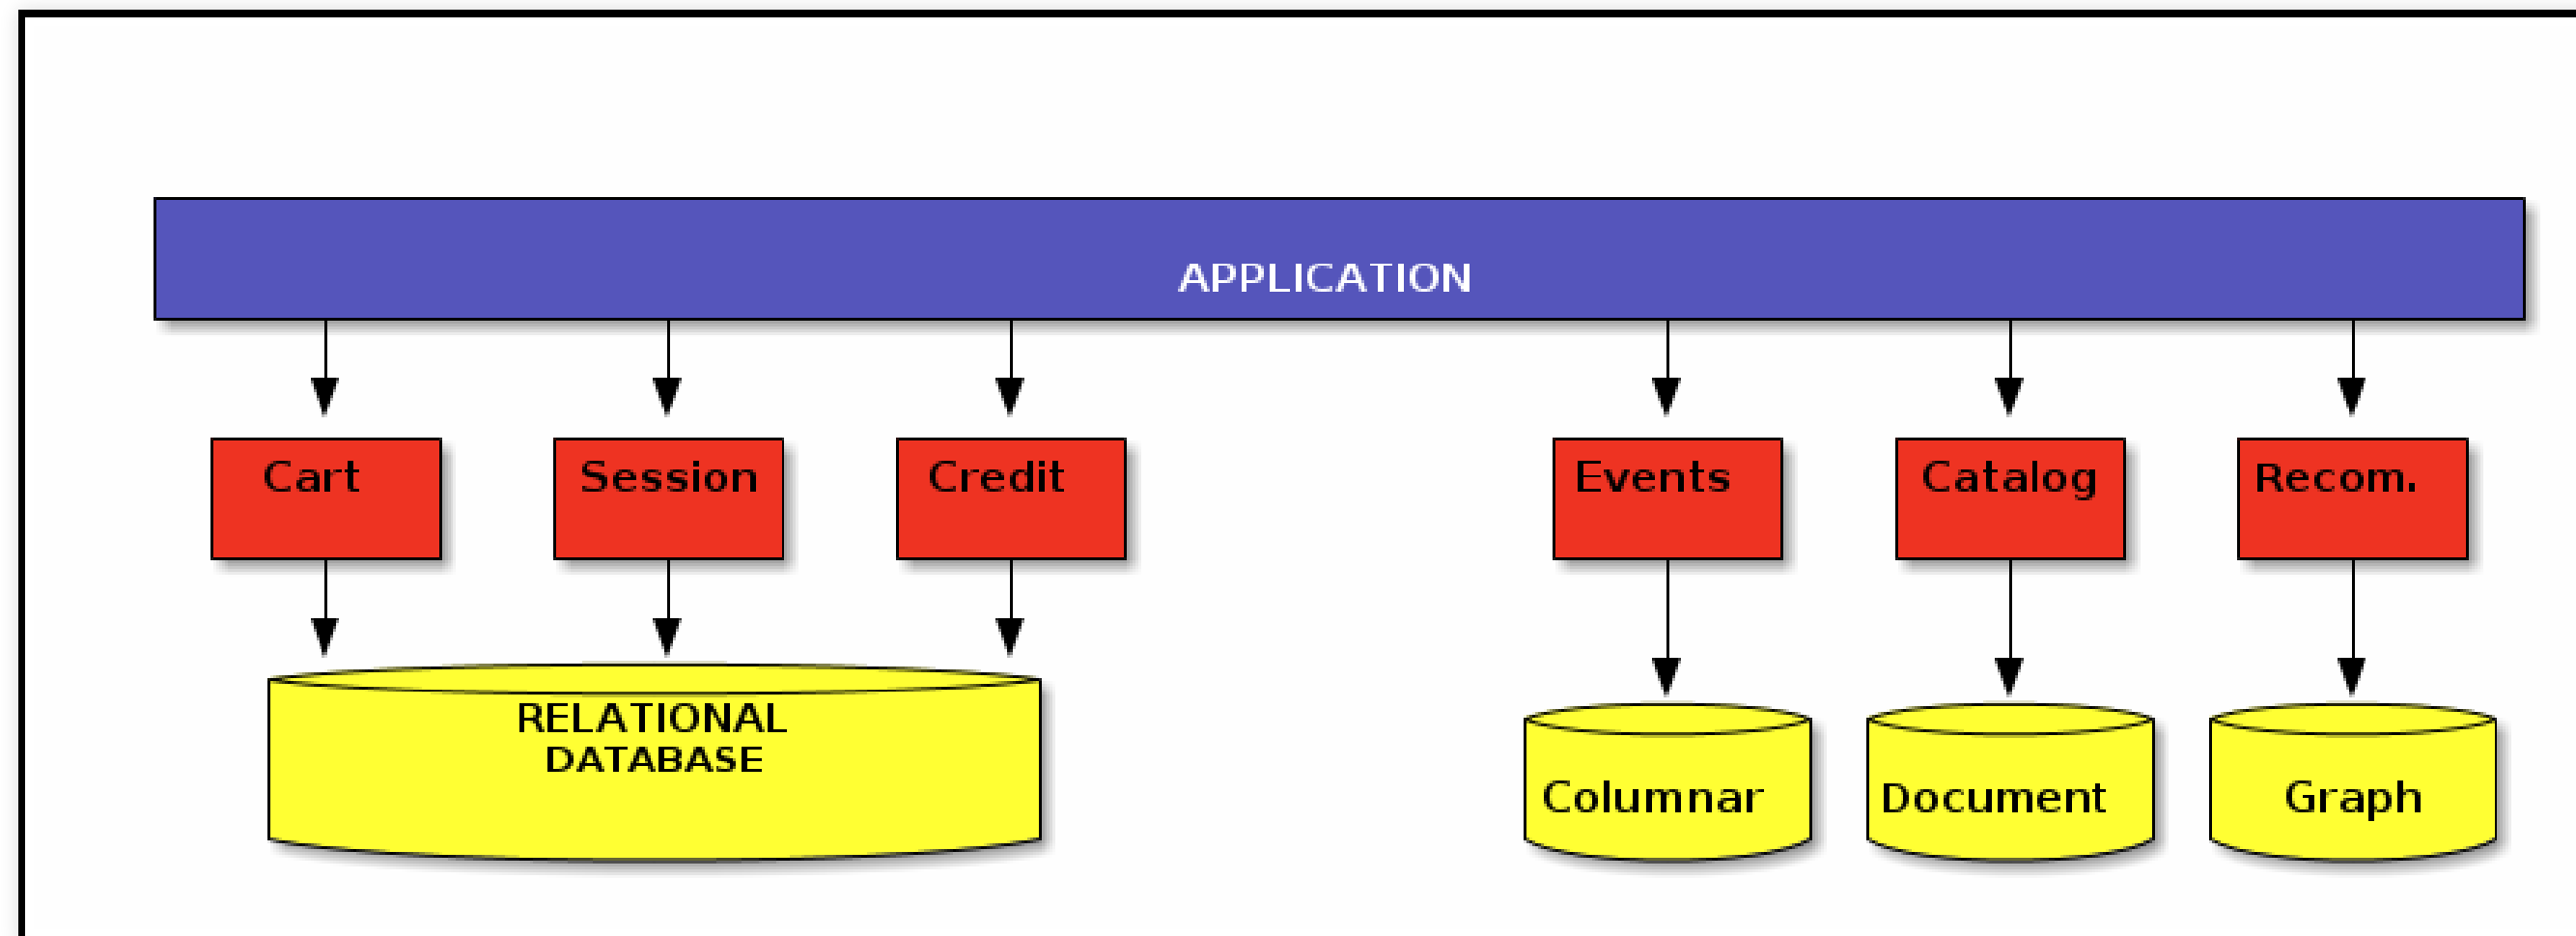 APPLICATION
Cart Session Credit Events Catalog Recom.
RELATIONAL
DATABASE
Columnar Document Graph